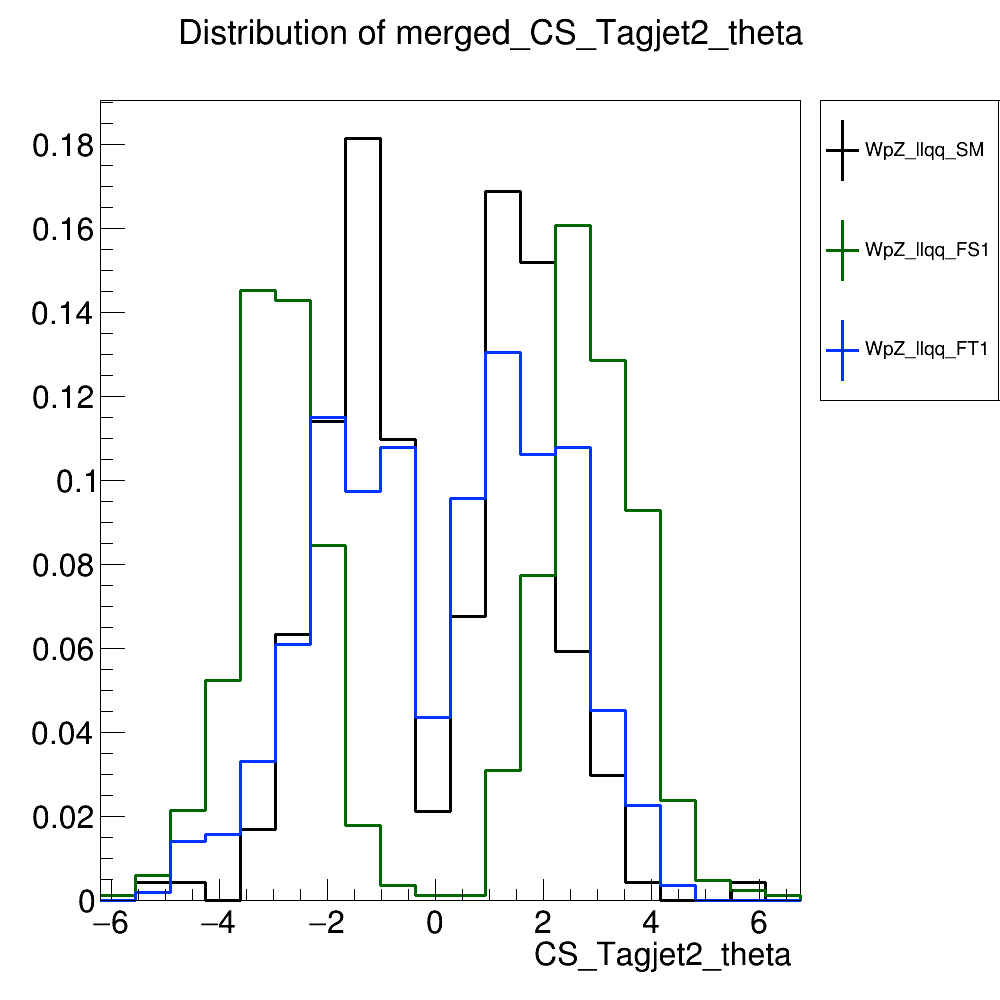 Distribution of merged_CS_Tagjet2_theta
WpZ_llqq_SM
WpZ_llqq_FS1
WpZ_llqq_FT1
0.18
0.16
0.14
0.12
0.1
0.08
0.06
0.04
0.02
0
−6 −4 −2 0 2 4 6
CS_Tagjet2_theta